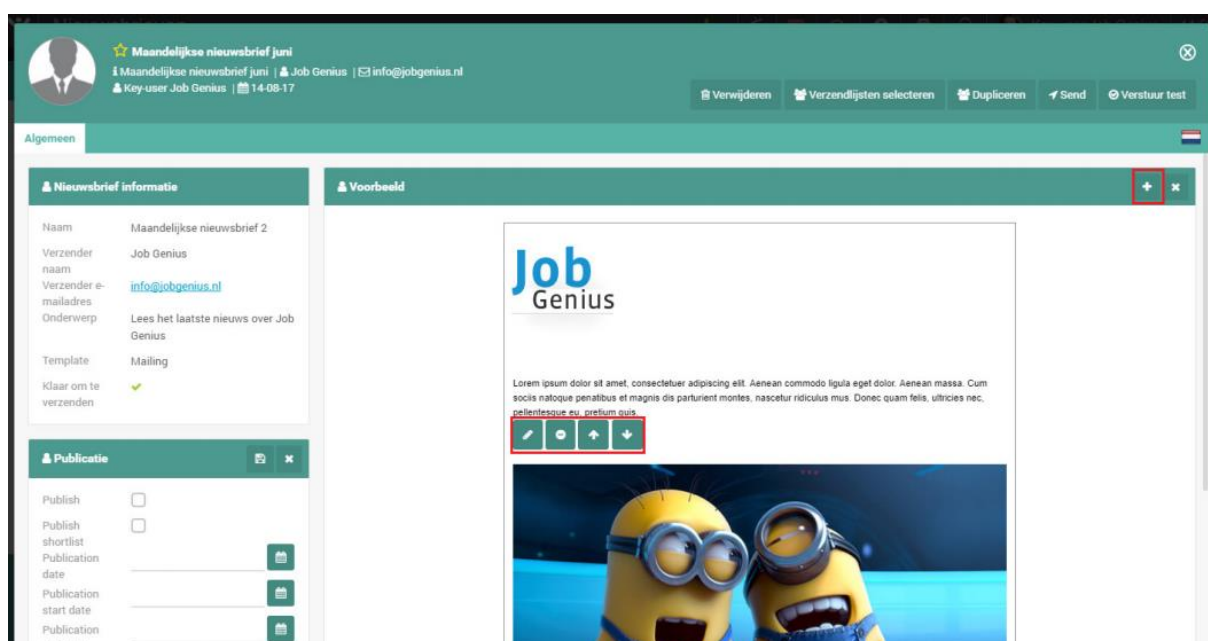 Maandelijkse nieuwsbrief juni
Maandelijkse nieuwsbrief juni | Job Genius | info@jobgenius.nl
Key-user Job Genius | 14-08-17
Verwijderen Verzendlijsten selecteren Dupliceren Send Verstuur test
Algemeen
Nieuwsbrief informatie
Naam Maandelijkse nieuwsbrief 2
Verzender Job Genius
naam
Verzender e- info@jobgenius.nl
mailadres
Onderwerp Lees het laatste nieuws over Job
Genius
Template Mailing
Klaar om te
verzenden
Publicatie
Publish
Publish
shortlist
Publication
date
Publication
start date
Publication
Voorbeeld
Job
Genius
Lorem ipsum dolor sit amet, consectetuer adipiscing elit. Aenean commodo ligula eget dolor. Aenean massa. Cum
sociis natoque penatibus et magnis dis parturient montes, nascetur ridiculus mus. Donec quam felis, ultricies nec,
pellentesque eu, pretium quis.